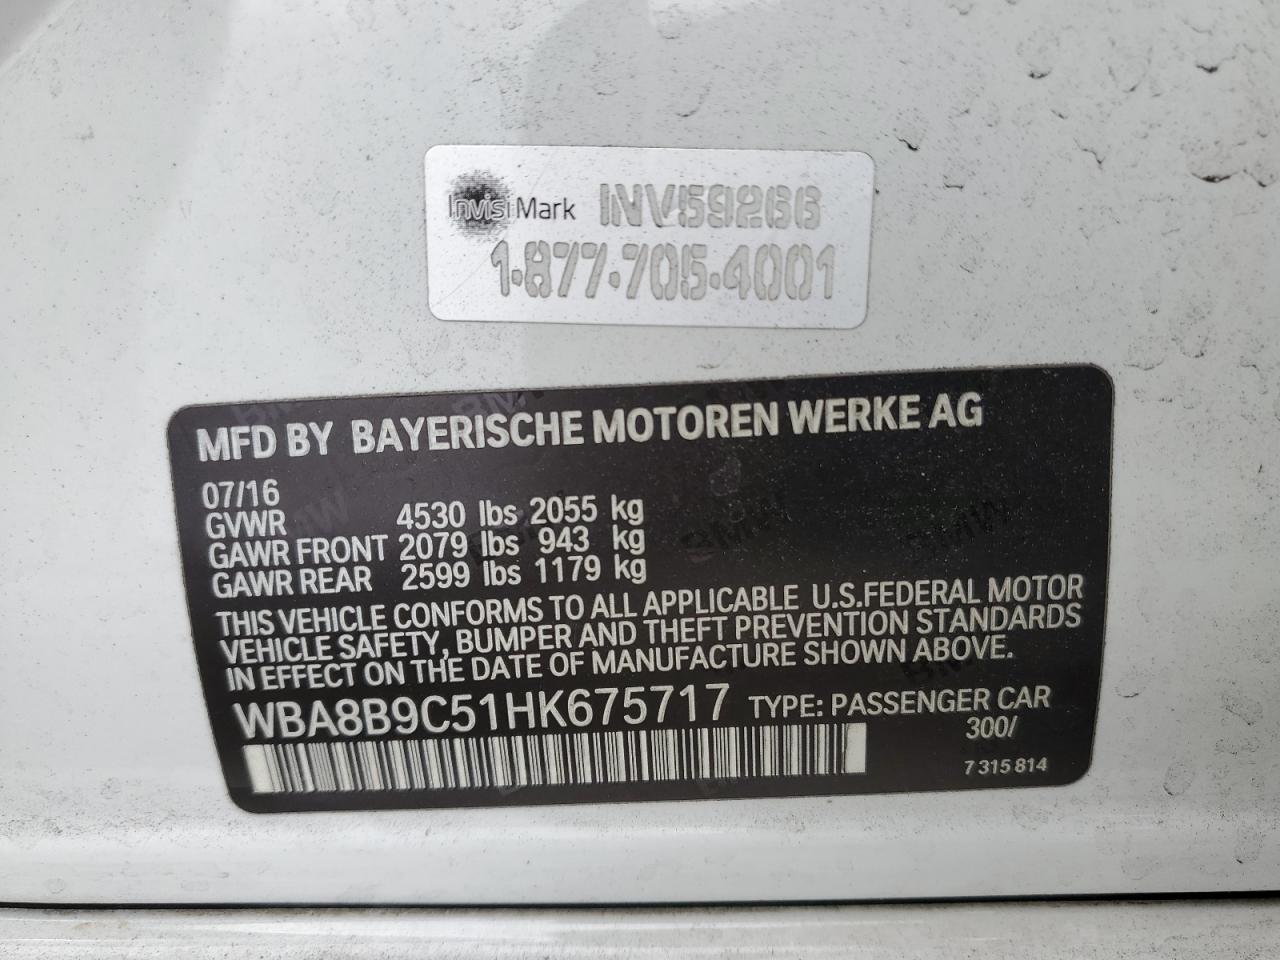 InvisiMark INV59266
1-877-705-4001
MFD BY BAYERISCHE MOTOREN WERKE AG
07/16
GVWR 4530 lbs 2055 kg
GAWR FRONT 2079 lbs 943 kg
GAWR REAR 2599 lbs 1179 kg
THIS VEHICLE CONFORMS TO ALL APPLICABLE U.S.FEDERAL MOTOR
VEHICLE SAFETY, BUMPER AND THEFT PREVENTION STANDARDS
IN EFFECT ON THE DATE OF MANUFACTURE SHOWN ABOVE.
WBA8B9C51HK675717 TYPE: PASSENGER CAR
300/
7 315 814